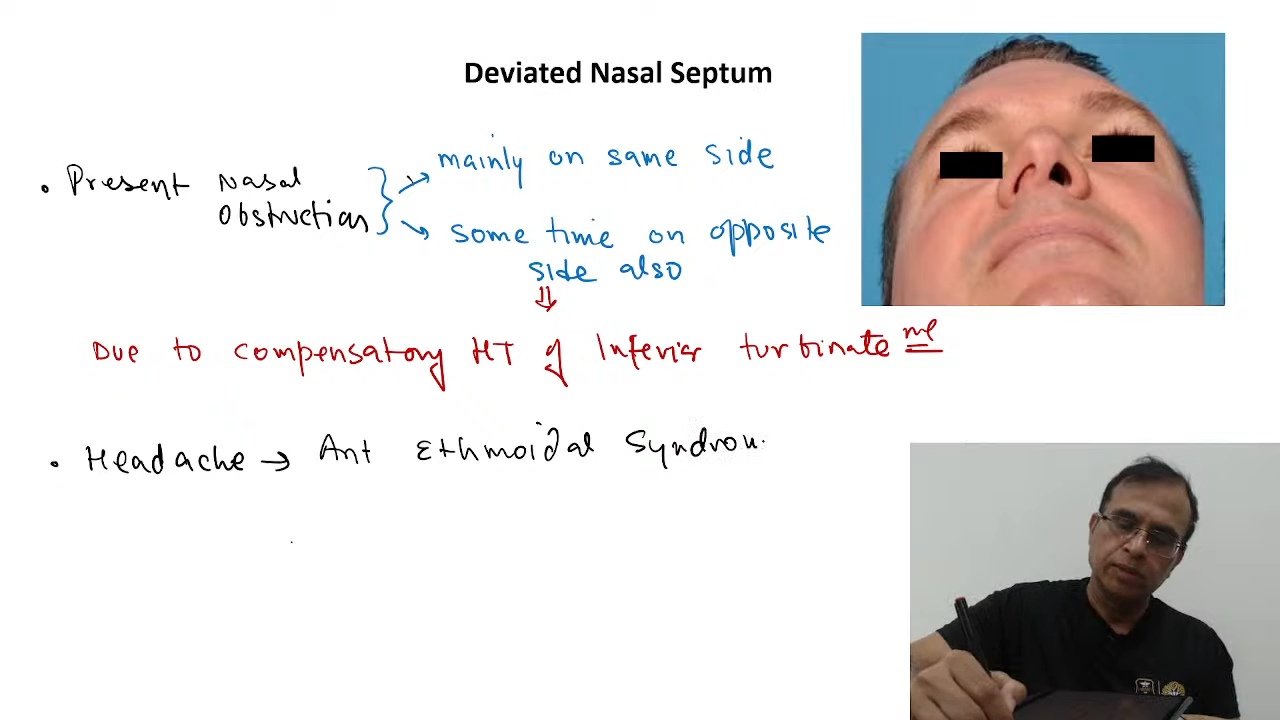 Deviated Nasal Septum
• Present Nasal
Obstruction
mainly on same side
some time on opposite
side also
Due to compensatory HT of Inferior turbinate
• Headache → Ant Ethmoidal Syndrom